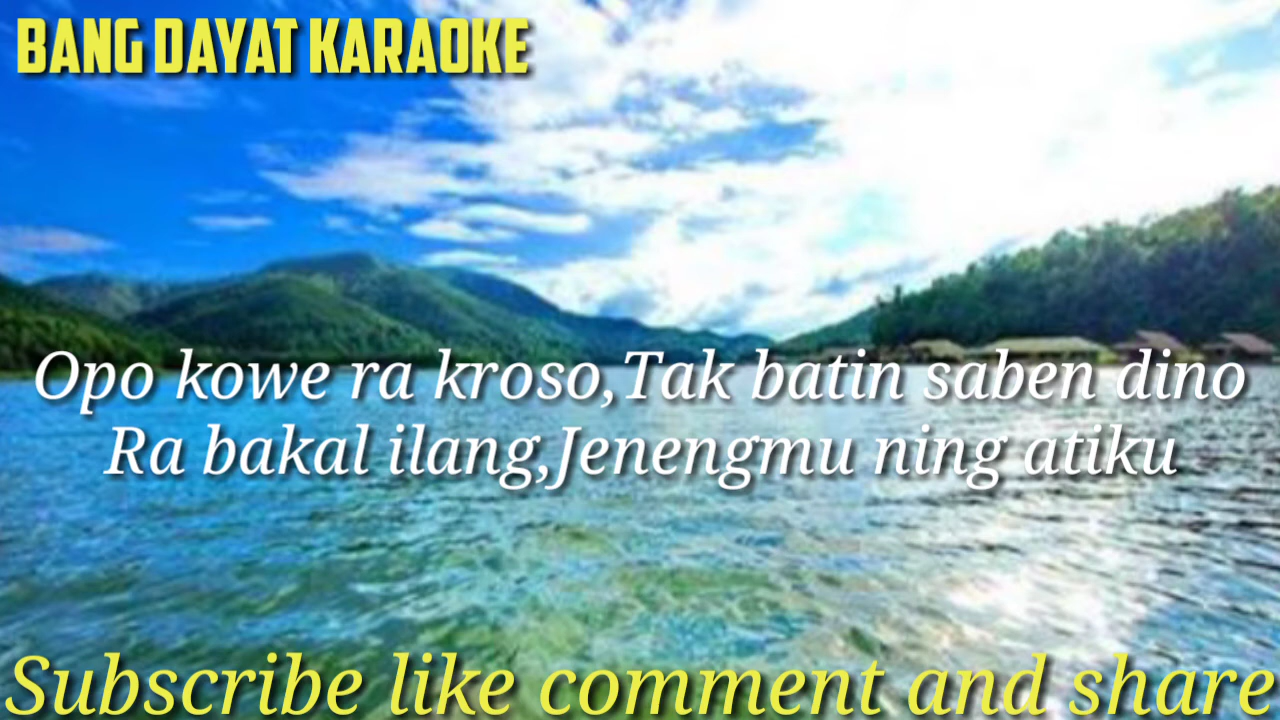 BANG DAYAT KARAOKE
Opo kowe ra kroso,Tak batin saben dino
Ra bakal ilang,Jenengmu ning atiku
Subscribe like comment and share